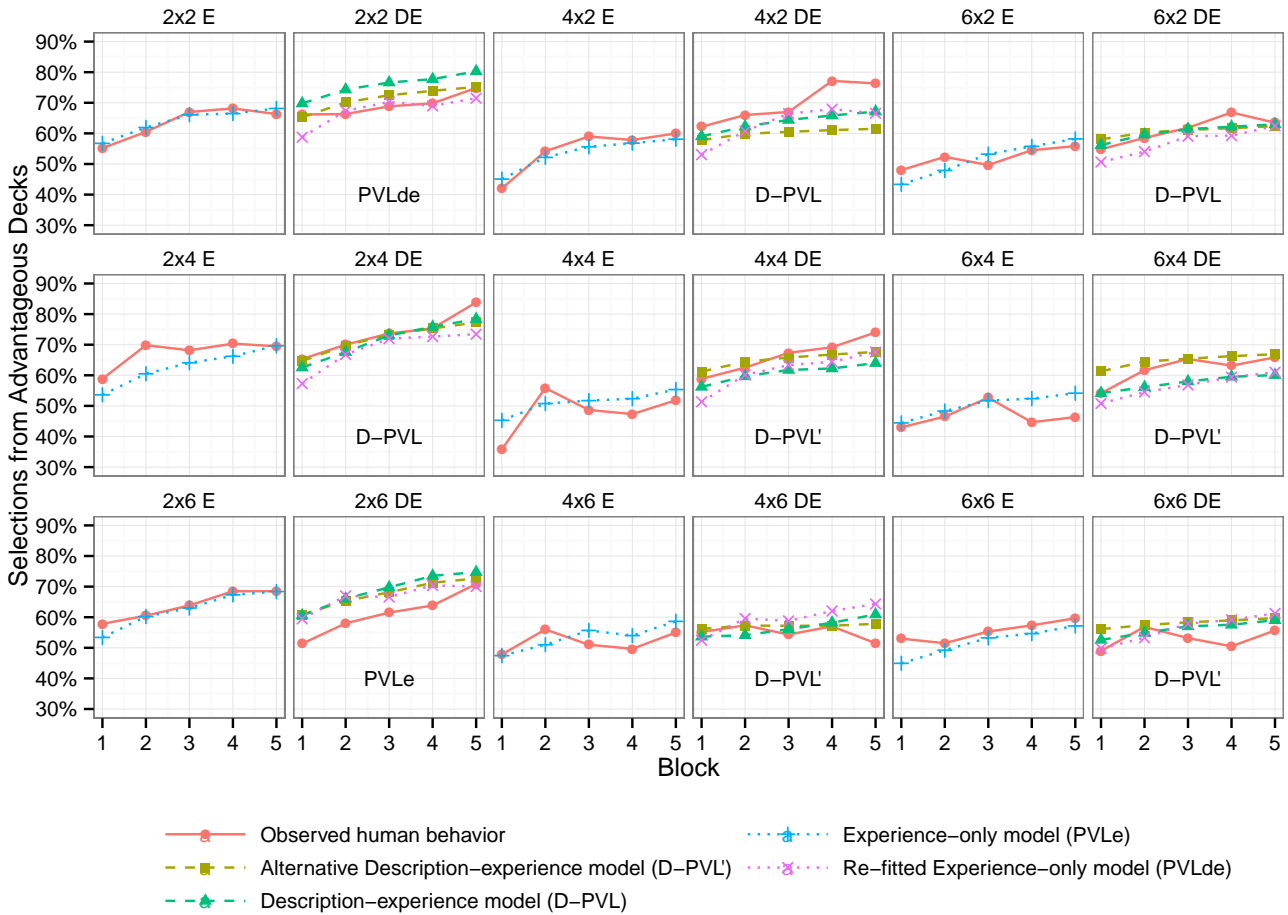 2x2 E 2x2 DE 4x2 E 4x2 DE 6x2 E 6x2 DE
90%
80%
70%
60%
50%
40%
30%
PVLde D−PVL D−PVL
2x4 E 2x4 DE 4x4 E 4x4 DE 6x4 E 6x4 DE
90%
80%
70%
60%
50%
40%
30%
D−PVL D−PVL' D−PVL'
2x6 E 2x6 DE 4x6 E 4x6 DE 6x6 E 6x6 DE
90%
80%
70%
60%
50%
40%
30%
PVLe D−PVL' D−PVL'
1 2 3 4 5 1 2 3 4 5 1 2 3 4 5 1 2 3 4 5 1 2 3 4 5 1 2 3 4 5
Block
Selections from Advantageous Decks
a Observed human behavior
a Alternative Description−experience model (D−PVL')
a Description−experience model (D−PVL)
a Experience−only model (PVLe)
a Re−fitted Experience−only model (PVLde)